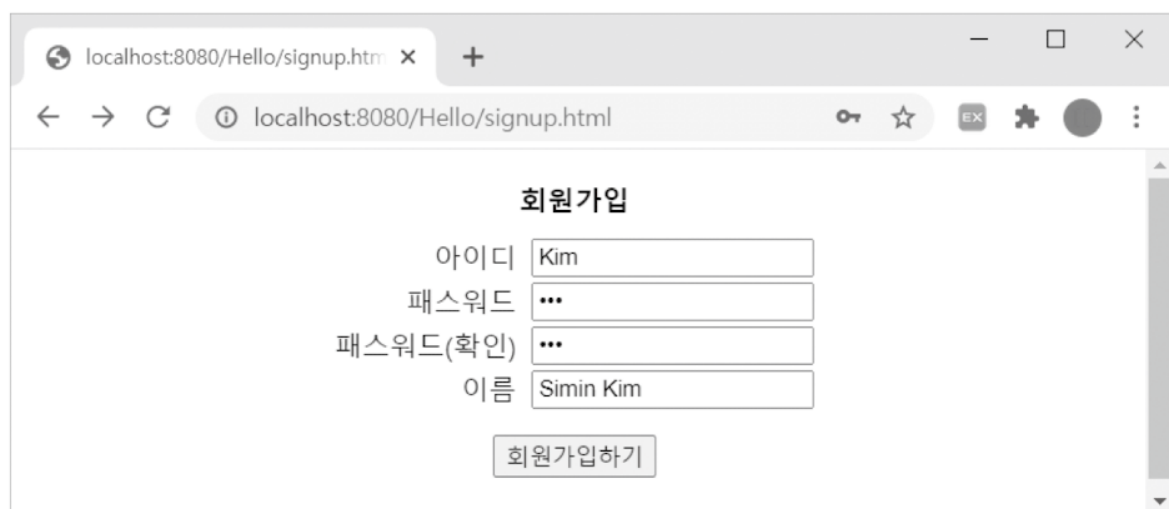 localhost:8080/Hello/signup.htm
localhost:8080/Hello/signup.html
EX
회원가입
아이디 Kim
패스워드 •••
패스워드(확인) •••
이름 Simin Kim
회원가입하기